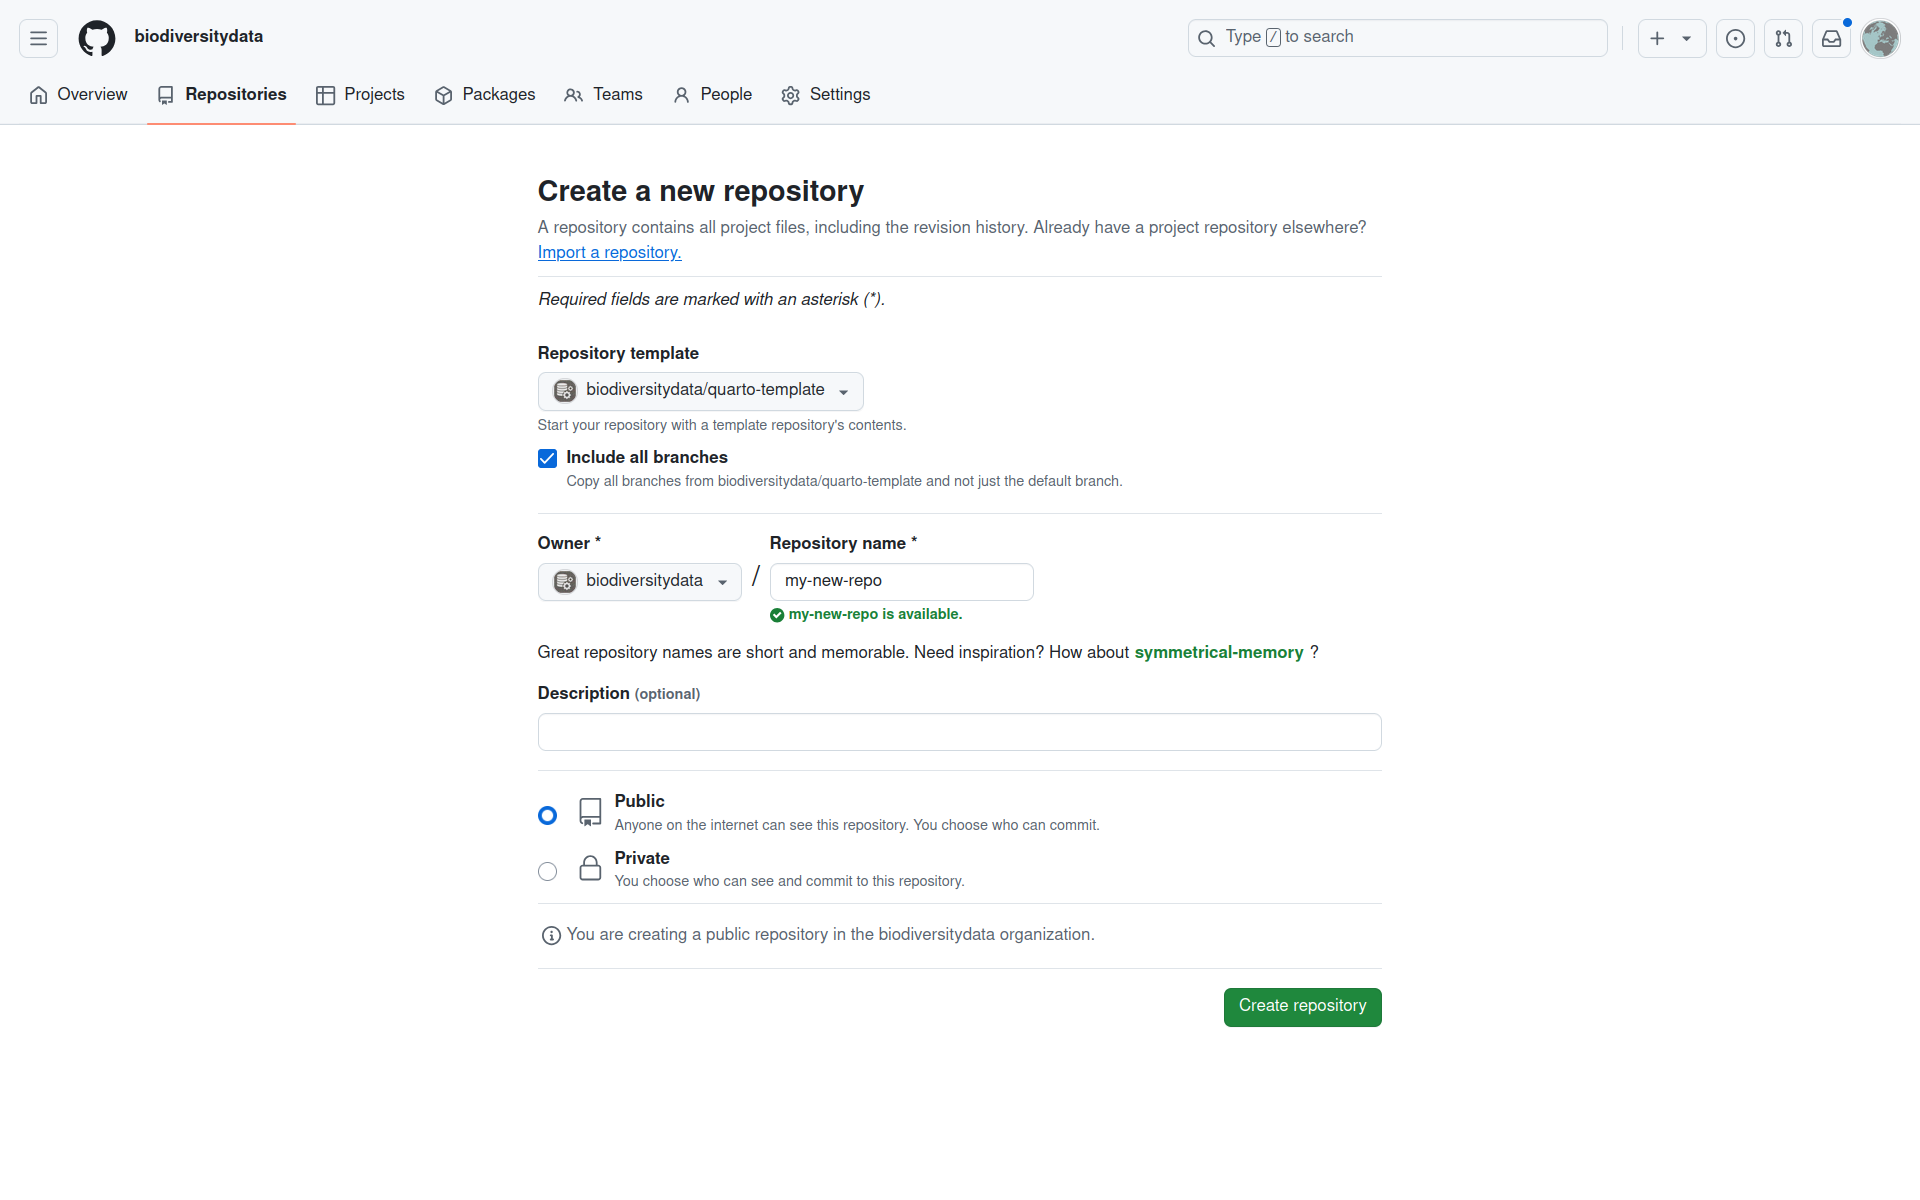 biodiversitydata
Type / to search
Overview
Repositories
Projects
Packages
Teams
People
Settings
Create a new repository
A repository contains all project files, including the revision history. Already have a project repository elsewhere?
Import a repository.
Required fields are marked with an asterisk (*).
Repository template
biodiversitydata/quarto-template
Start your repository with a template repository's contents.
Include all branches
Copy all branches from biodiversitydata/quarto-template and not just the default branch.
Owner *
Repository name *
biodiversitydata
/
my-new-repo
my-new-repo is available.
Great repository names are short and memorable. Need inspiration? How about symmetrical-memory ?
Description (optional)
Public
Anyone on the internet can see this repository. You choose who can commit.
Private
You choose who can see and commit to this repository.
You are creating a public repository in the biodiversitydata organization.
Create repository